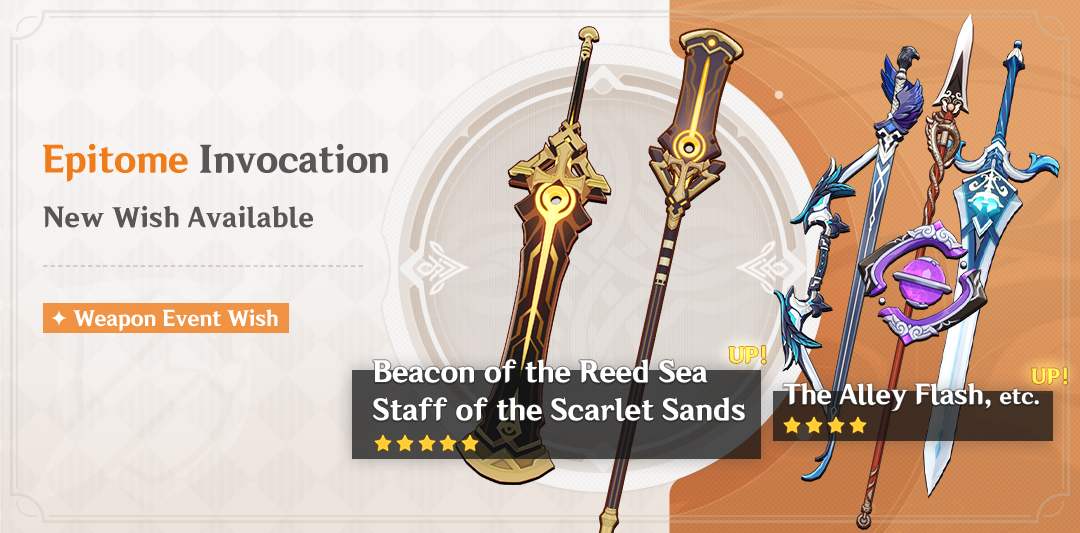 Epitome Invocation
New Wish Available
✦ Weapon Event Wish
UP!
Beacon of the Reed Sea
Staff of the Scarlet Sands
★★★★★
UP!
The Alley Flash, etc.
★★★★